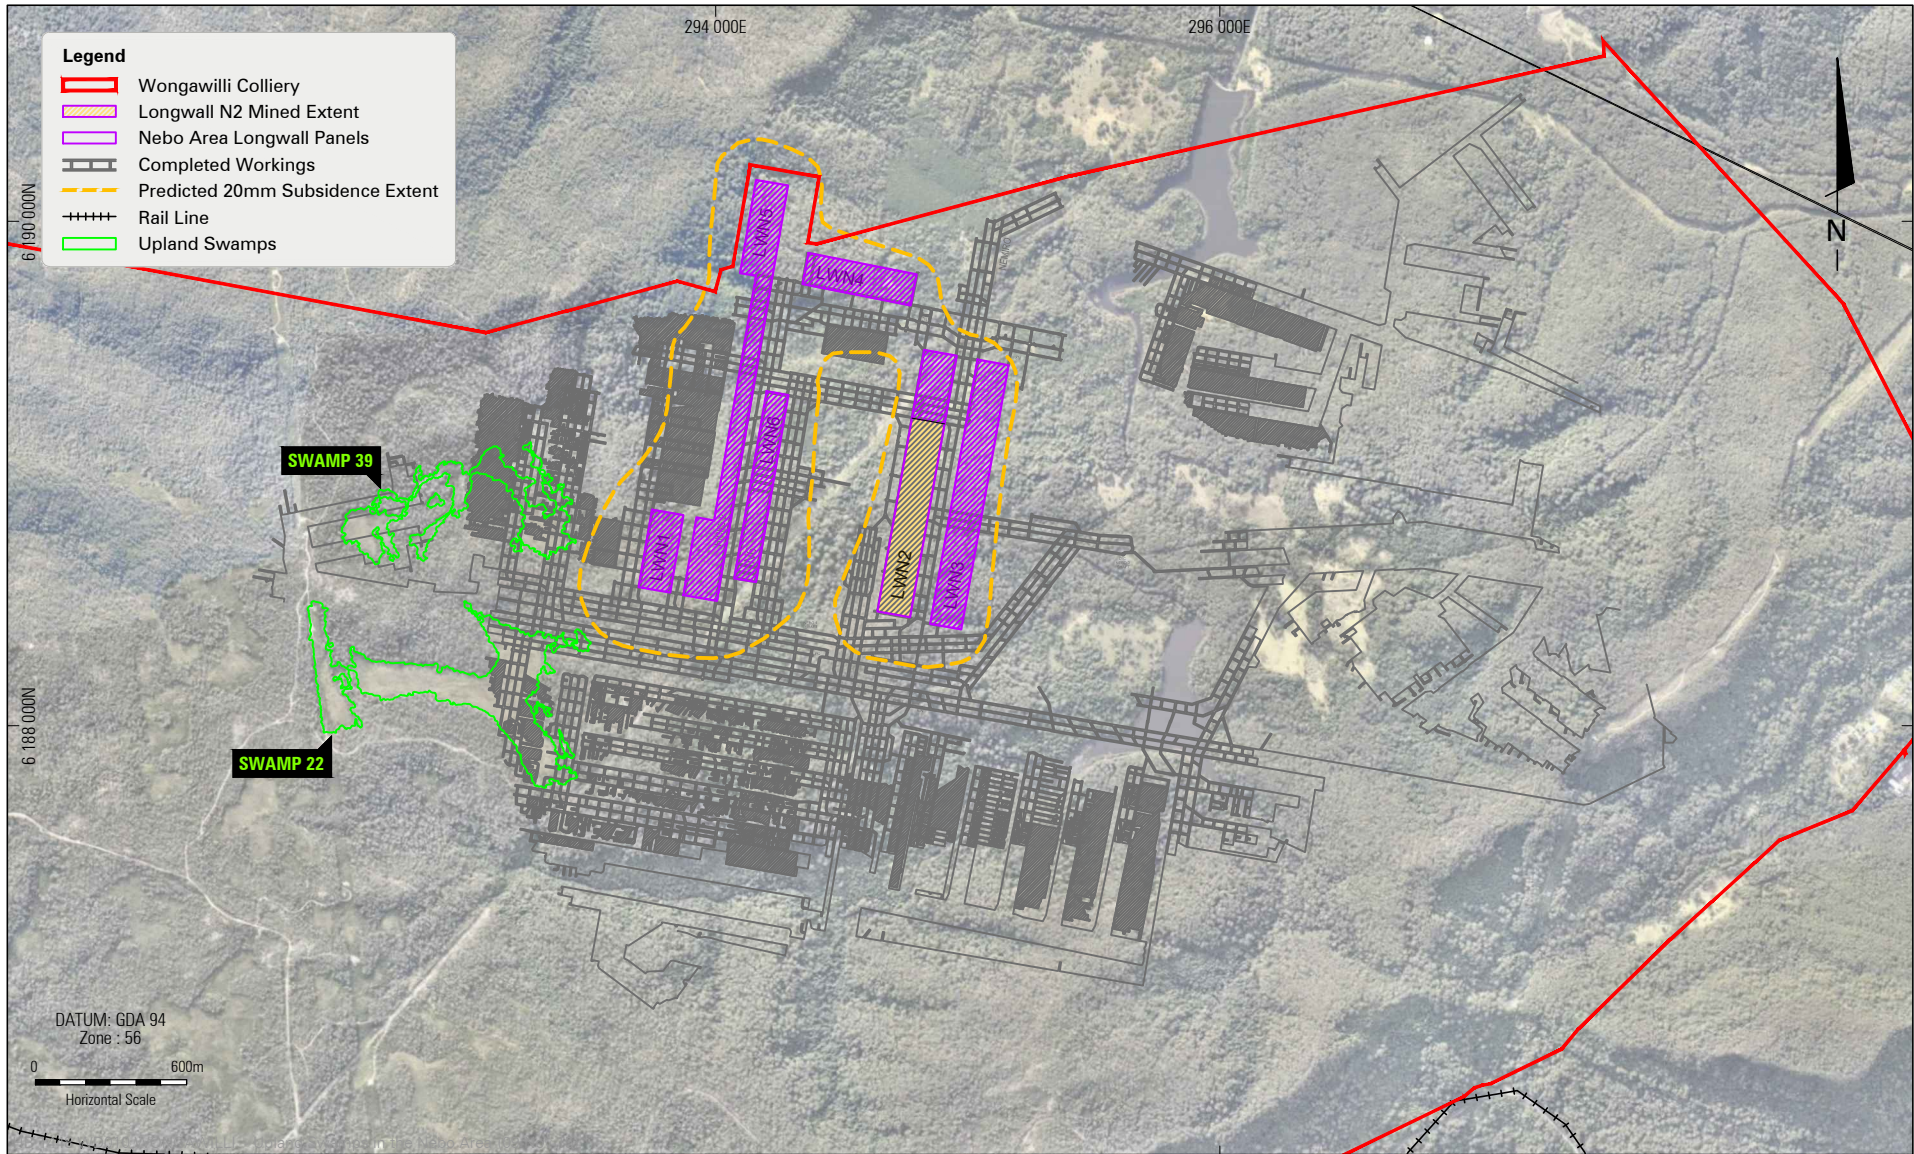 294 000E
296 000E
Legend
Wongawilli Colliery
Longwall N2 Mined Extent
Nebo Area Longwall Panels
Completed Workings
Predicted 20mm Subsidence Extent
Rail Line
Upland Swamps
6 190 000N
N
LWN5
LWN4
LWN6
SWAMP 39
LWN1
LWN2
LWN3
6 188 000N
SWAMP 22
DATUM: GDA 94
Zone : 56
0 600m
Horizontal Scale